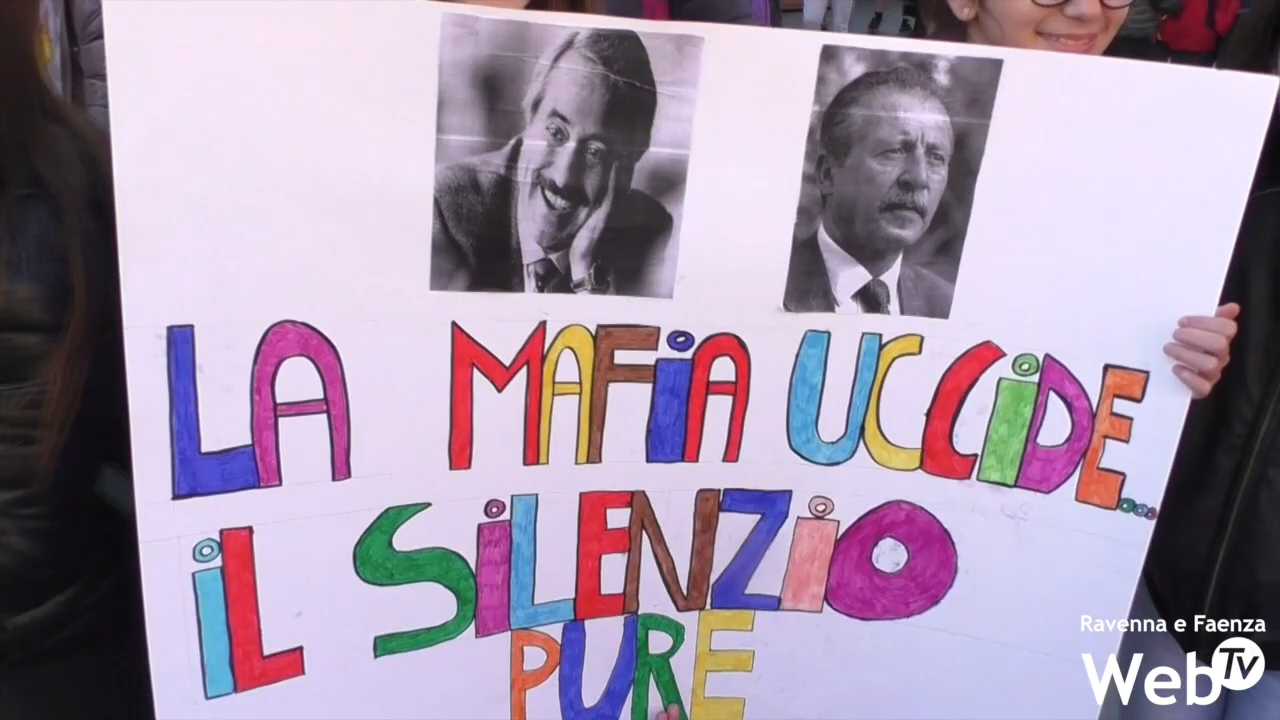 LA MAFIA UCCIDE...
iL SiLENZiO
PURE
Ravenna e Faenza
WebTv